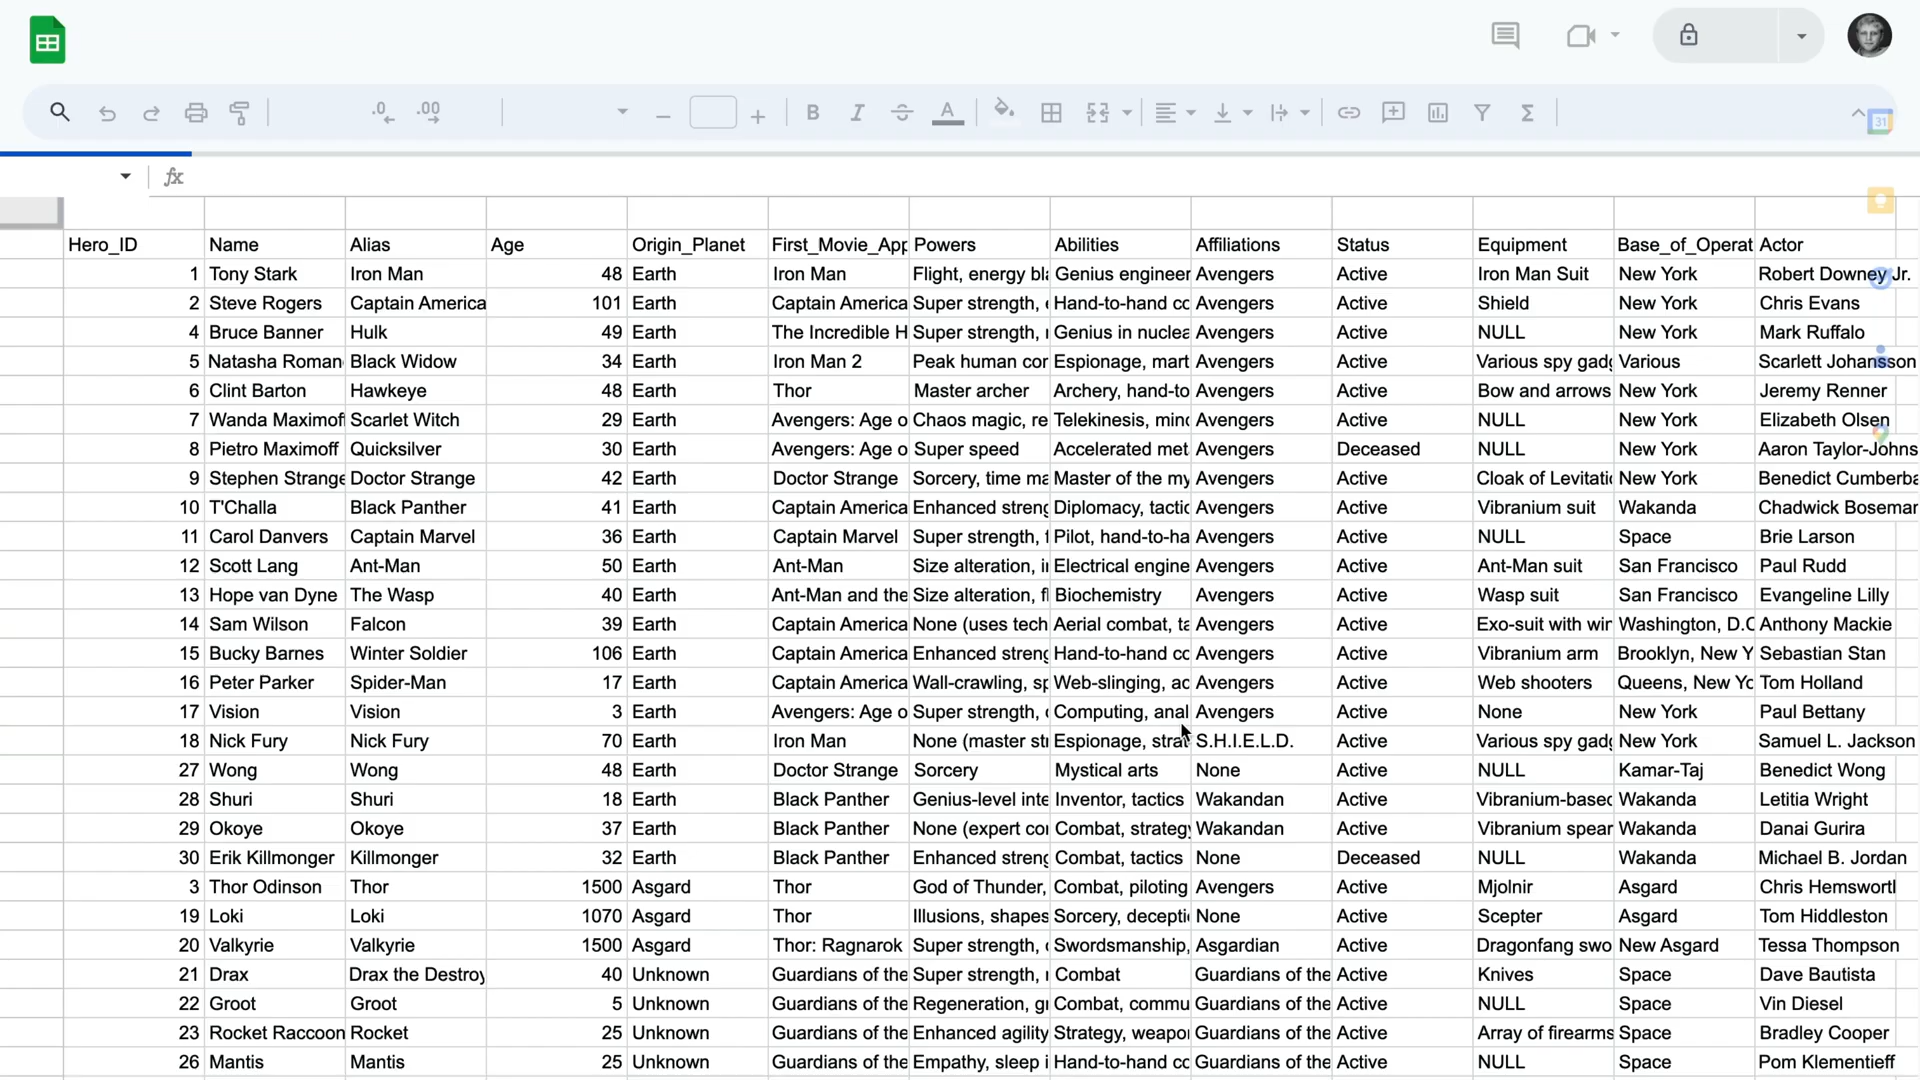 .0 .00 B I A 31
fx
Hero_ID Name Alias Age Origin_Planet First_Movie_App Powers Abilities Affiliations Status Equipment Base_of_Operat Actor
1 Tony Stark Iron Man 48 Earth Iron Man Flight, energy bla Genius engineer Avengers Active Iron Man Suit New York Robert Downey Jr.
2 Steve Rogers Captain America 101 Earth Captain America Super strength, Hand-to-hand co Avengers Active Shield New York Chris Evans
4 Bruce Banner Hulk 49 Earth The Incredible H Super strength, Genius in nuclea Avengers Active NULL New York Mark Ruffalo
5 Natasha Roman Black Widow 34 Earth Iron Man 2 Peak human con Espionage, mart Avengers Active Various spy gadg Various Scarlett Johansson
6 Clint Barton Hawkeye 48 Earth Thor Master archer Archery, hand-to Avengers Active Bow and arrows New York Jeremy Renner
7 Wanda Maximof Scarlet Witch 29 Earth Avengers: Age o Chaos magic, re Telekinesis, mind Avengers Active NULL New York Elizabeth Olsen
8 Pietro Maximoff Quicksilver 30 Earth Avengers: Age o Super speed Accelerated met Avengers Deceased NULL New York Aaron Taylor-Johns
9 Stephen Strange Doctor Strange 42 Earth Doctor Strange Sorcery, time ma Master of the my Avengers Active Cloak of Levitati New York Benedict Cumberba
10 T'Challa Black Panther 41 Earth Captain America Enhanced streng Diplomacy, tactic Avengers Active Vibranium suit Wakanda Chadwick Boseman
11 Carol Danvers Captain Marvel 36 Earth Captain Marvel Super strength, f Pilot, hand-to-ha Avengers Active NULL Space Brie Larson
12 Scott Lang Ant-Man 50 Earth Ant-Man Size alteration, i Electrical engine Avengers Active Ant-Man suit San Francisco Paul Rudd
13 Hope van Dyne The Wasp 40 Earth Ant-Man and the Size alteration, fl Biochemistry Avengers Active Wasp suit San Francisco Evangeline Lilly
14 Sam Wilson Falcon 39 Earth Captain America None (uses tech Aerial combat, ta Avengers Active Exo-suit with win Washington, D.C Anthony Mackie
15 Bucky Barnes Winter Soldier 106 Earth Captain America Enhanced streng Hand-to-hand co Avengers Active Vibranium arm Brooklyn, New Y Sebastian Stan
16 Peter Parker Spider-Man 17 Earth Captain America Wall-crawling, sp Web-slinging, ac Avengers Active Web shooters Queens, New Yo Tom Holland
17 Vision Vision 3 Earth Avengers: Age o Super strength, Computing, anal Avengers Active None New York Paul Bettany
18 Nick Fury Nick Fury 70 Earth Iron Man None (master str Espionage, strat S.H.I.E.L.D. Active Various spy gadg New York Samuel L. Jackson
27 Wong Wong 48 Earth Doctor Strange Sorcery Mystical arts None Active NULL Kamar-Taj Benedict Wong
28 Shuri Shuri 18 Earth Black Panther Genius-level inte Inventor, tactics Wakandan Active Vibranium-based Wakanda Letitia Wright
29 Okoye Okoye 37 Earth Black Panther None (expert co Combat, strategy Wakandan Active Vibranium spear Wakanda Danai Gurira
30 Erik Killmonger Killmonger 32 Earth Black Panther Enhanced streng Combat, tactics None Deceased NULL Wakanda Michael B. Jordan
3 Thor Odinson Thor 1500 Asgard Thor God of Thunder, Combat, piloting Avengers Active Mjolnir Asgard Chris Hemswortl
19 Loki Loki 1070 Asgard Thor Illusions, shapes Sorcery, decepti None Active Scepter Asgard Tom Hiddleston
20 Valkyrie Valkyrie 1500 Asgard Thor: Ragnarok Super strength, Swordsmanship, Asgardian Active Dragonfang swo New Asgard Tessa Thompson
21 Drax Drax the Destroy 40 Unknown Guardians of the Super strength, Combat Guardians of the Active Knives Space Dave Bautista
22 Groot Groot 5 Unknown Guardians of the Regeneration, g Combat, commu Guardians of the Active NULL Space Vin Diesel
23 Rocket Raccoon Rocket 25 Unknown Guardians of the Enhanced agility Strategy, weapo Guardians of the Active Array of firearms Space Bradley Cooper
26 Mantis Mantis 25 Unknown Guardians of the Empathy, sleep i Hand-to-hand co Guardians of the Active NULL Space Pom Klementieff